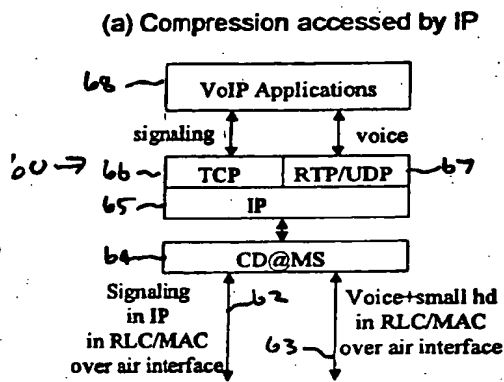 (a) Compression accessed by IP
68
VoIP Applications
signaling
voice
66
TCP
RTP/UDP
67
65
IP
64
CD@MS
Signaling
in IP
in RLC/MAC
over air interface
62
Voice+small hd
in RLC/MAC
over air interface
63